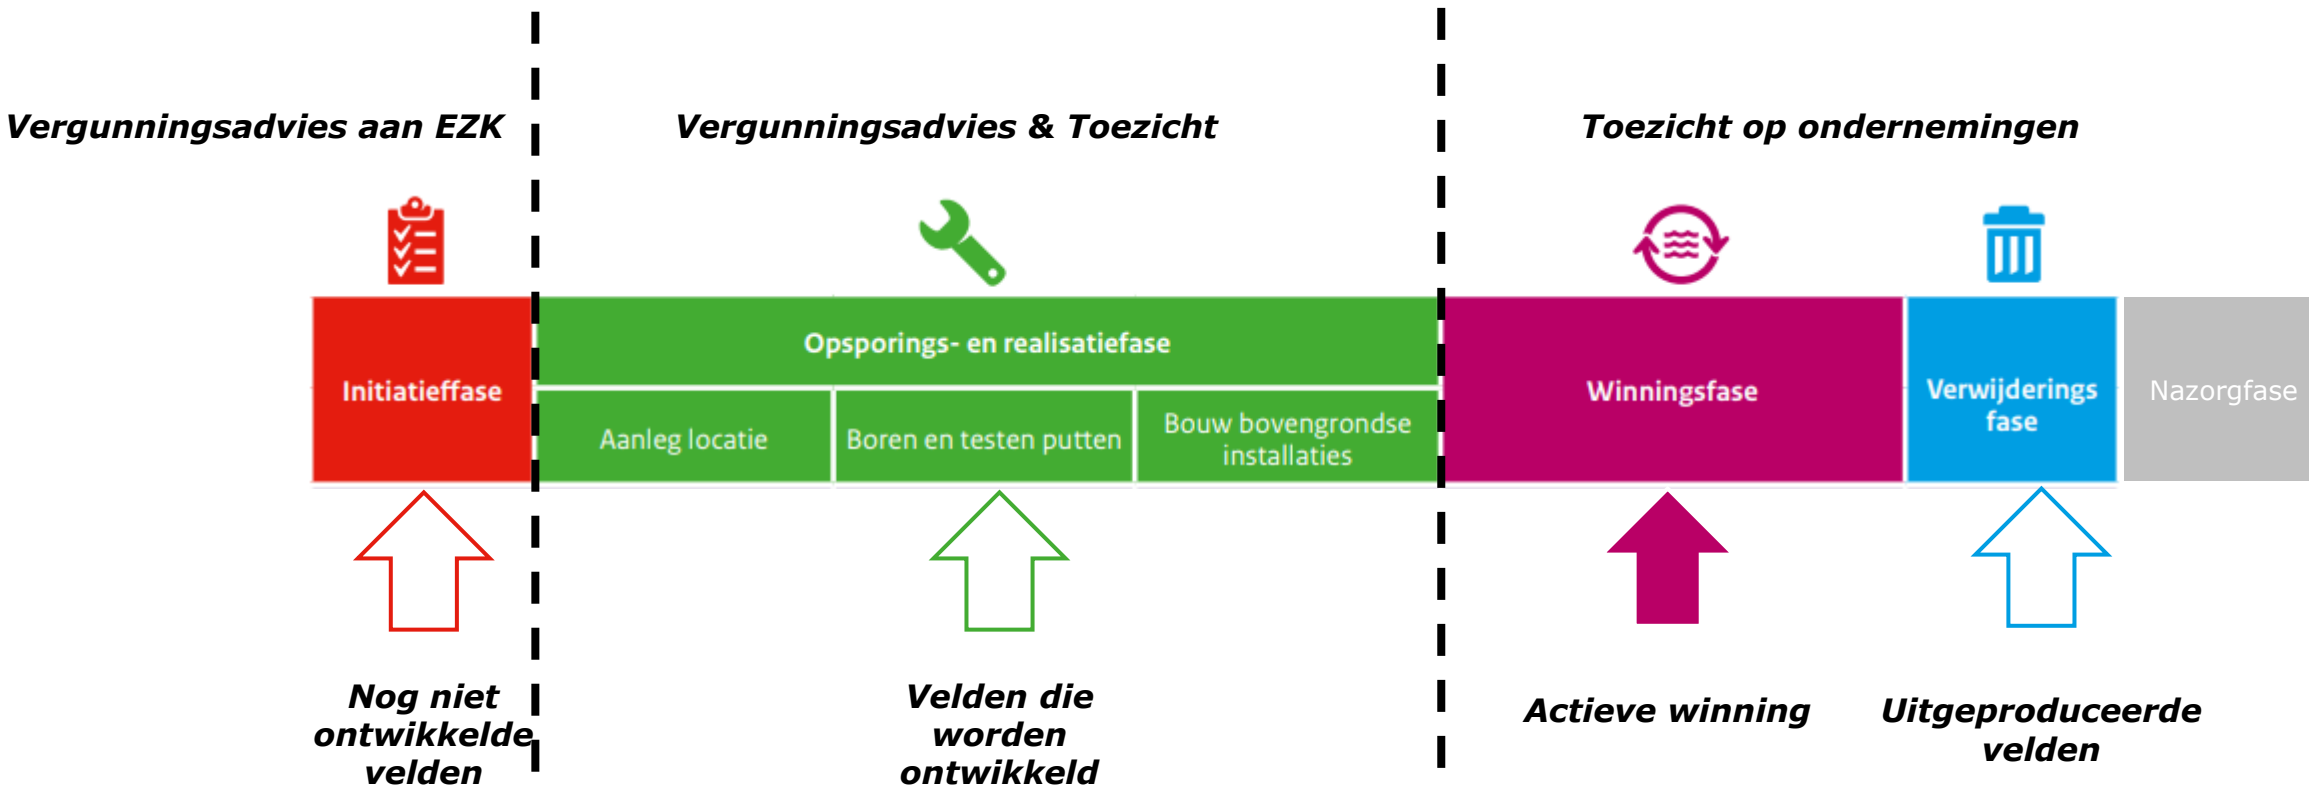 Vergunningsadvies aan EZK
Vergunningsadvies & Toezicht
Toezicht op ondernemingen
Initiatieffase
Opsporings- en realisatiefase
Aanleg locatie
Boren en testen putten
Bouw bovengrondse
installaties
Winningsfase
Verwijderings
fase
Nazorgfase
Nog niet
ontwikkelde
velden
Velden die
worden
ontwikkeld
Actieve winning
Uitgeproduceerde
velden